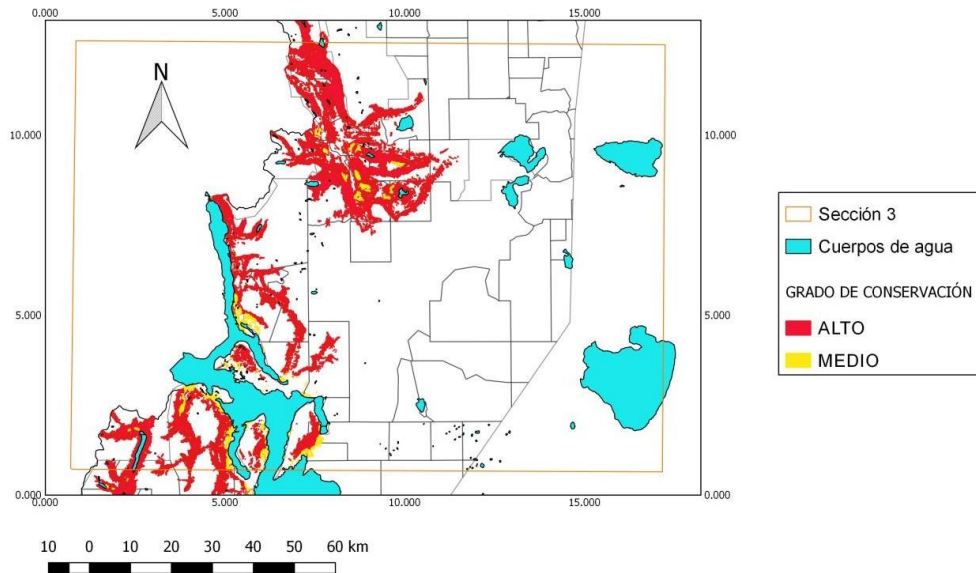 0.000 5.000 10.000 15.000
N
10.000 10.000
5.000 5.000
0.000 0.000
0.000 5.000 10.000 15.000
Sección 3
Cuerpos de agua
GRADO DE CONSERVACIÓN
ALTO
MEDIO
10 0 10 20 30 40 50 60 km